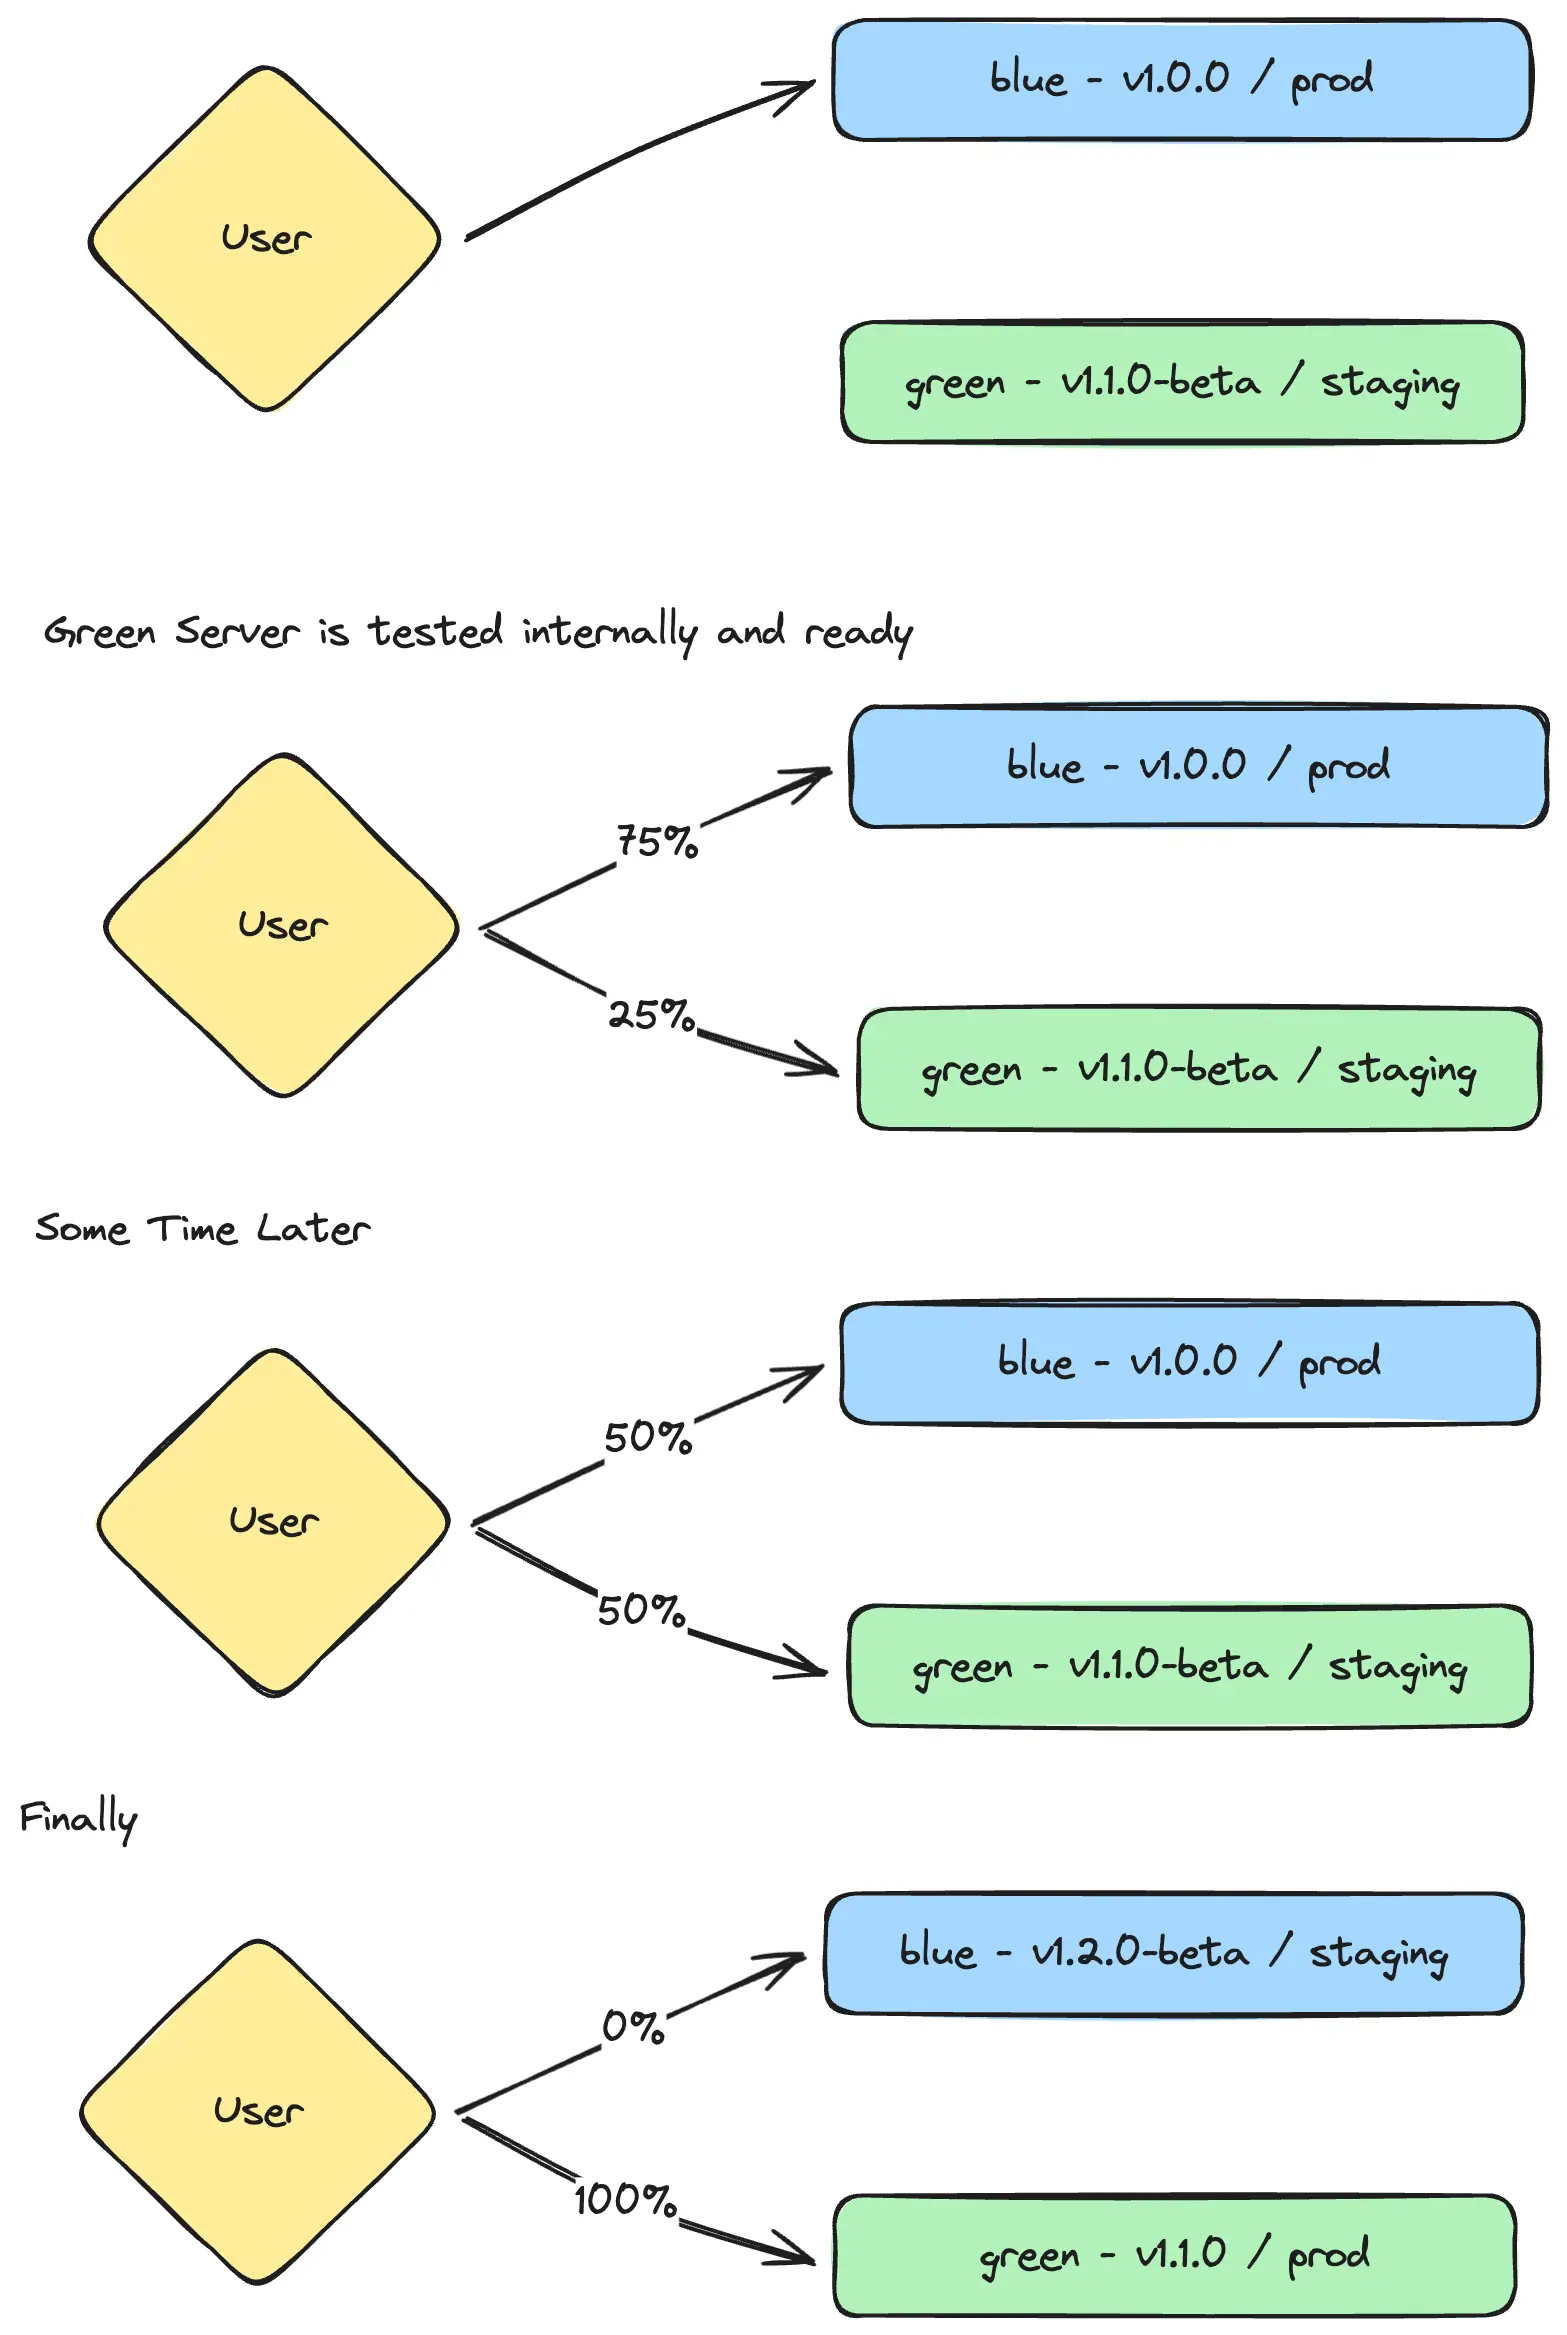 blue - v1.0.0 / prod
User
green - v1.1.0-beta / staging
Green Server is tested internally and ready
blue - v1.0.0 / prod
75%
User
25%
green - v1.1.0-beta / staging
Some Time Later
blue - v1.0.0 / prod
50%
User
50%
green - v1.1.0-beta / staging
Finally
blue - v1.2.0-beta / staging
0%
User
100%
green - v1.1.0 / prod